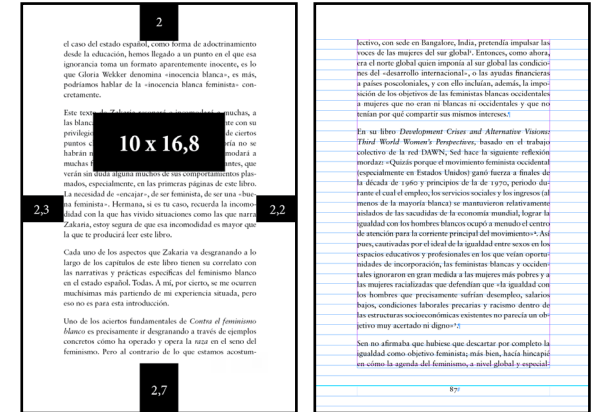 2
el caso del estado español, como forma de adoctrinamiento
desde la educación, hemos llegado a un punto en el que esa
ignorancia toma un formato aparentemente inocente, es lo
que Gloria Wekker denomina «inocencia blanca», es más,
podríamos hablar de la «inocencia blanca feminista» con-
cretamente.
Este texto de Zakaria a muchas, a
las blanca con su
privilegio de ciertos
puntos no se
habrán modará a
muchas antes, que
verán sin duda alguna muchos de sus comportamientos plas-
mados, especialmente, en las primeras páginas de este libro.
La necesidad de «encajar», de ser feminista, de ser una «bue-
na feminista». Hermana, si es tu caso, recuerda la incomo-
didad con la que has vivido situaciones como las que narra
Zakaria, estoy segura de que esa incomodidad es mayor que
la que te producirá leer este libro.
10 x 16,8
2,3
2,2
Cada uno de los aspectos que Zakaria va desgranando a lo
largo de los capítulos de este libro tienen su correlato con
las narrativas y prácticas específicas del feminismo blanco
en el estado español. Todas. A mí, por cierto, se me ocurren
muchísimas más partiendo de mi experiencia situada, pero
eso no es para esta introducción.
Uno de los aciertos fundamentales de Contra el feminismo
blanco es precisamente ir desgranando a través de ejemplos
concretos cómo ha operado y opera la raza en el seno del
feminismo. Pero al contrario de lo que estamos acostum-
2,7
lectivo, con sede en Bangalore, India, pretendía impulsar las
voces de las mujeres del sur global. Entonces, como ahora,
era el norte global quien imponía al sur global las condicio-
nes del «desarrollo internacional», o las ayudas financieras
a países poscoloniales, y con ello incluían, además, la impo-
sición de los objetivos de las feministas blancas occidentales
a mujeres que no eran ni blancas ni occidentales y que no
tenían por qué compartir sus mismos intereses.
En su libro Development Crises and Alternative Visions:
Third World Women's Perspectives, basado en el trabajo
colectivo de la red DAWN, Sed hace la siguiente reflexión
mordaz: «Quizás porque el movimiento feminista occidental
(especialmente en Estados Unidos) ganó fuerza a finales de
la década de 1960 y principios de la de 1970, periodo du-
rante el cual el empleo, los servicios sociales y los ingresos (al
menos de la mayoría blanca) se mantuvieron relativamente
aislados de las sacudidas de la economía mundial, lograr la
igualdad con los hombres blancos ocupó a menudo el centro
de atención para la corriente principal del movimiento». Así
pues, cautivadas por el ideal de la igualdad entre sexos en los
espacios educativos y profesionales en los que veían oportu-
nidades de incorporación, las feministas blancas y occiden-
tales ignoraron en gran medida a las mujeres más pobres y a
las mujeres racializadas que defendían que «la igualdad con
los hombres que precisamente sufrían desempleo, salarios
bajos, condiciones laborales precarias y racismo dentro de
las estructuras socioeconómicas existentes no parecía un ob-
jetivo muy acertado ni digno».
Sen no afirmaba que hubiese que descartar por completo la
igualdad como objetivo feminista; más bien, hacía hincapié
en cómo la agenda del feminismo, a nivel global y especial-
87